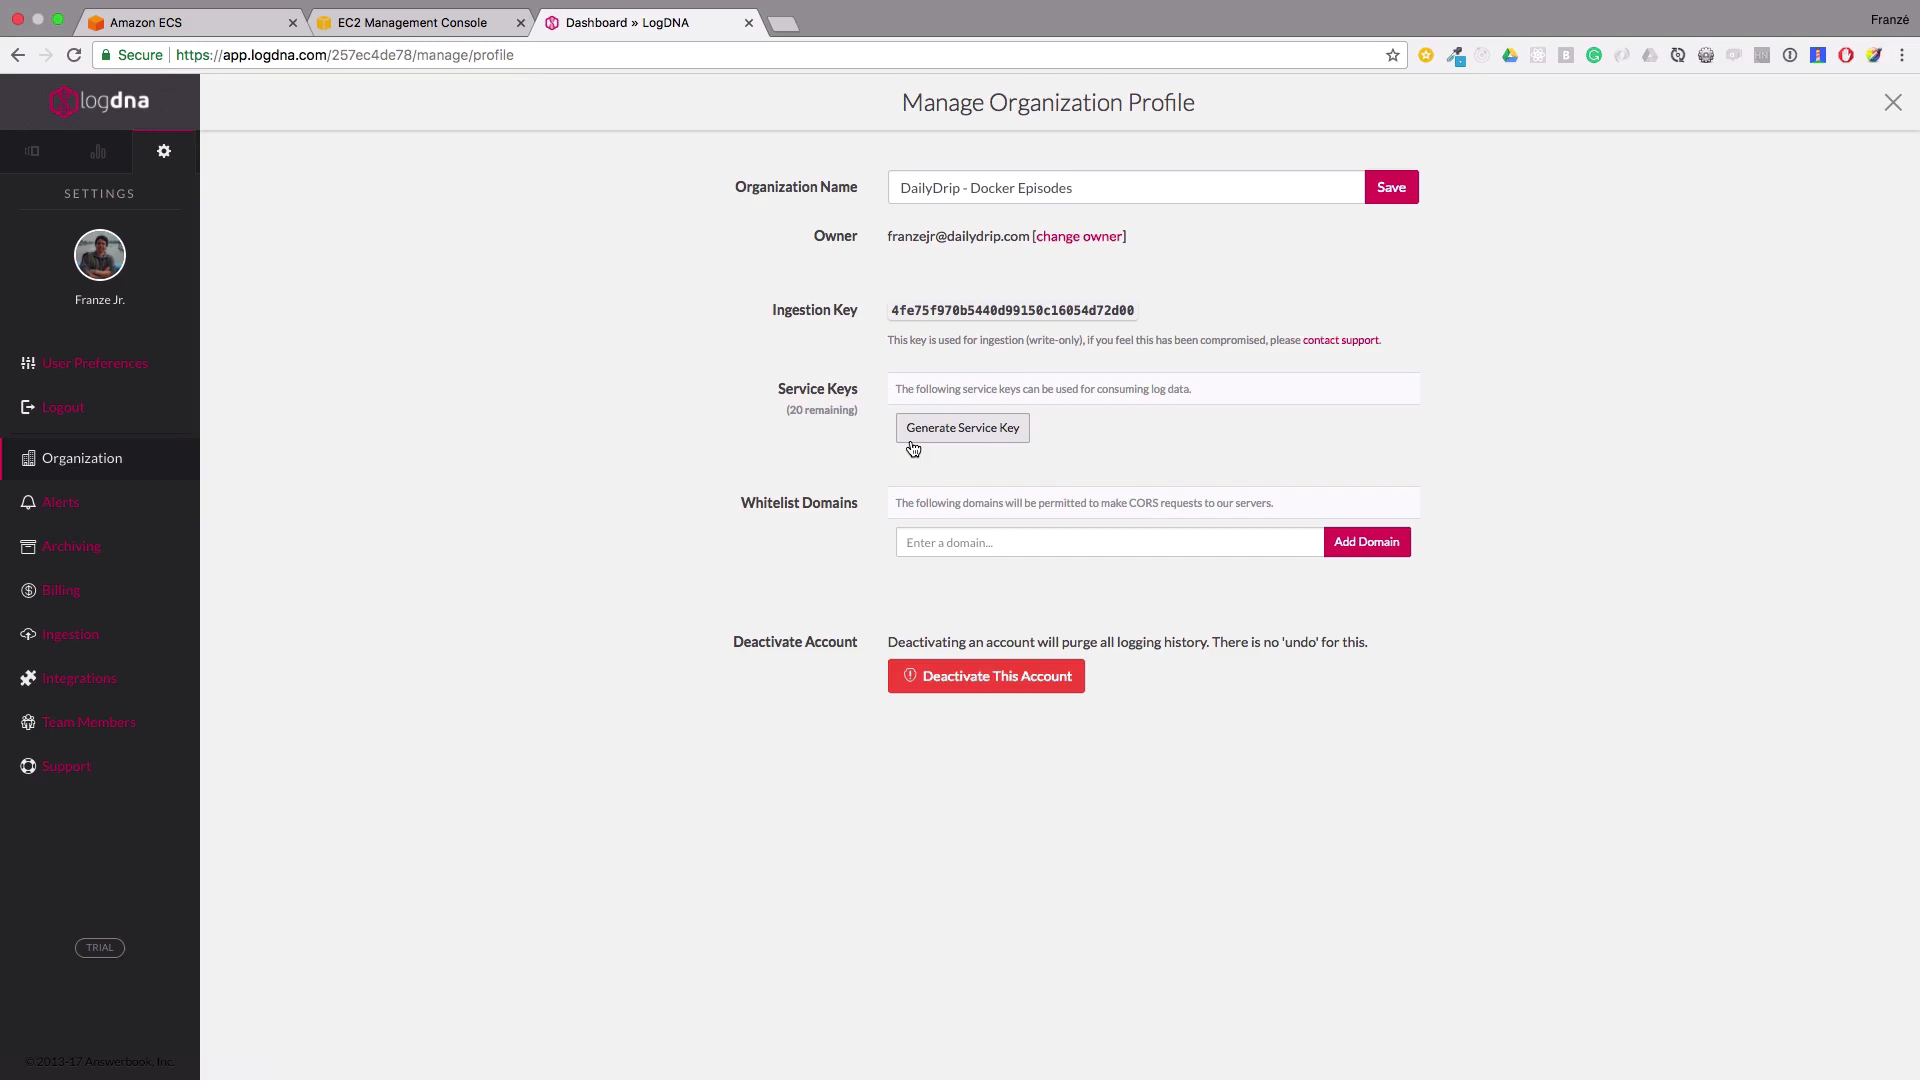 Amazon ECS
EC2 Management Console
Dashboard » LogDNA
Franzé
Secure
https://app.logdna.com/257ec4de78/manage/profile
logdna
Manage Organization Profile
SETTINGS
Franze Jr.
User Preferences
Logout
Organization
Alerts
Archiving
Billing
Ingestion
Integrations
Team Members
Support
TRIAL
© 2013-17 Answerbook, Inc.
Organization Name
DailyDrip - Docker Episodes
Save
Owner
franzejr@dailydrip.com [change owner]
Ingestion Key
4fe75f970b5440d99150c16054d72d00
This key is used for ingestion (write-only), if you feel this has been compromised, please contact support.
Service Keys
(20 remaining)
The following service keys can be used for consuming log data.
Generate Service Key
Whitelist Domains
The following domains will be permitted to make CORS requests to our servers.
Enter a domain...
Add Domain
Deactivate Account
Deactivating an account will purge all logging history. There is no 'undo' for this.
Deactivate This Account